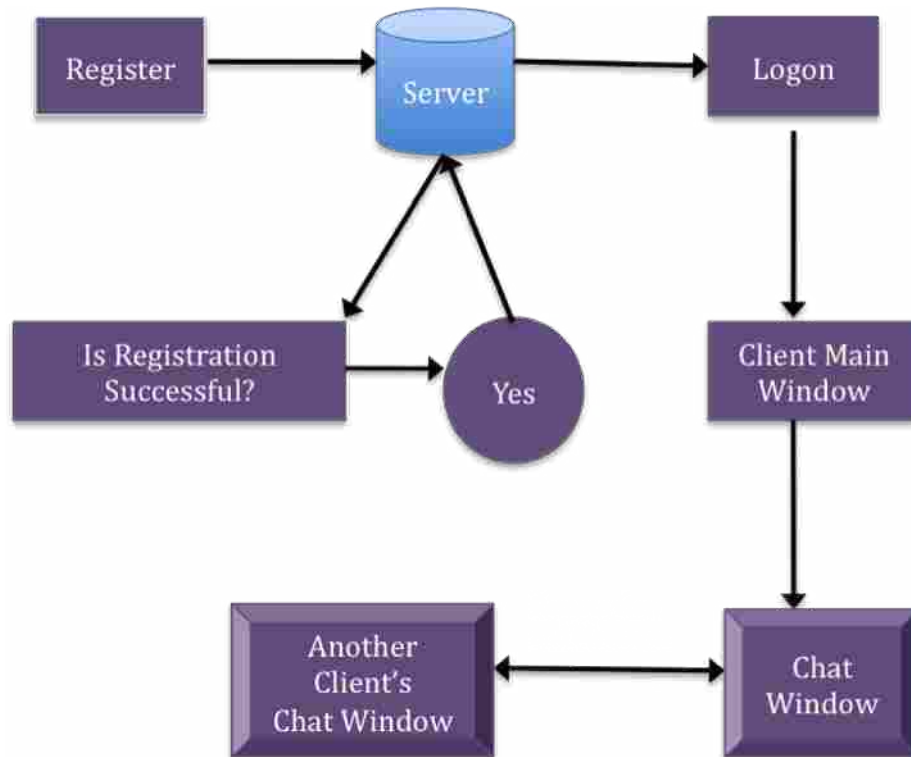 Register
Server
Logon
Is Registration
Successful?
Yes
Client Main
Window
Another
Client's
Chat Window
Chat
Window